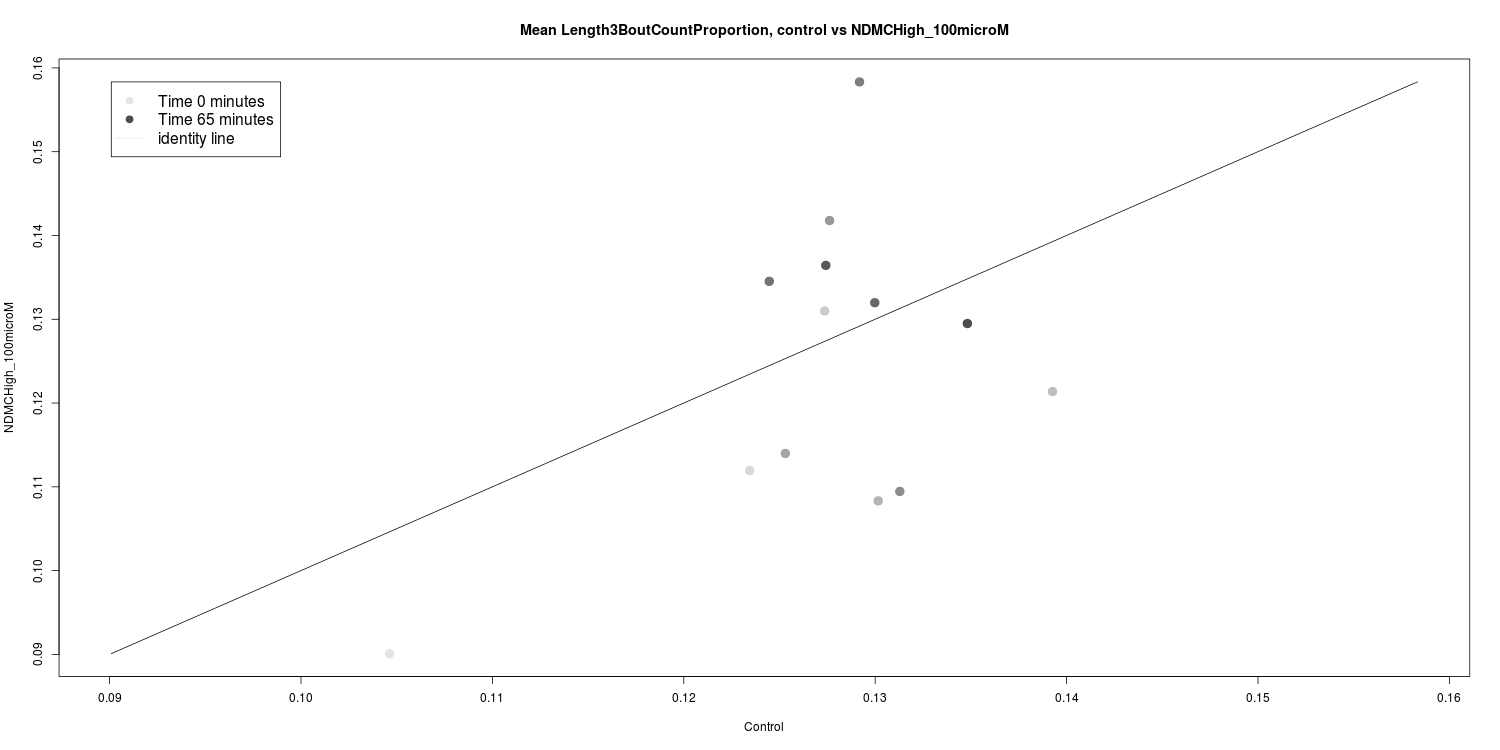 Mean Length3BoutCountProportion, control vs NDMCHigh_100microM
Time 0 minutes
Time 65 minutes
identity line
NDMCHigh_100microM
0.16
0.15
0.14
0.13
0.12
0.11
0.10
0.09
0.09 0.10 0.11 0.12 0.13 0.14 0.15 0.16
Control